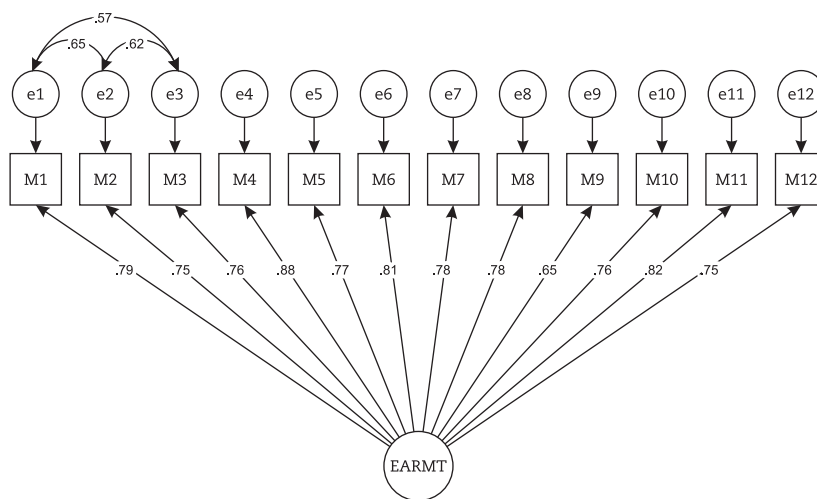 .57
.65 .62
e1 e2 e3 e4 e5 e6 e7 e8 e9 e10 e11 e12
M1 M2 M3 M4 M5 M6 M7 M8 M9 M10 M11 M12
.79 .75 .76 .88 .77 .81 .78 .78 .65 .76 .82 .75
EARMT